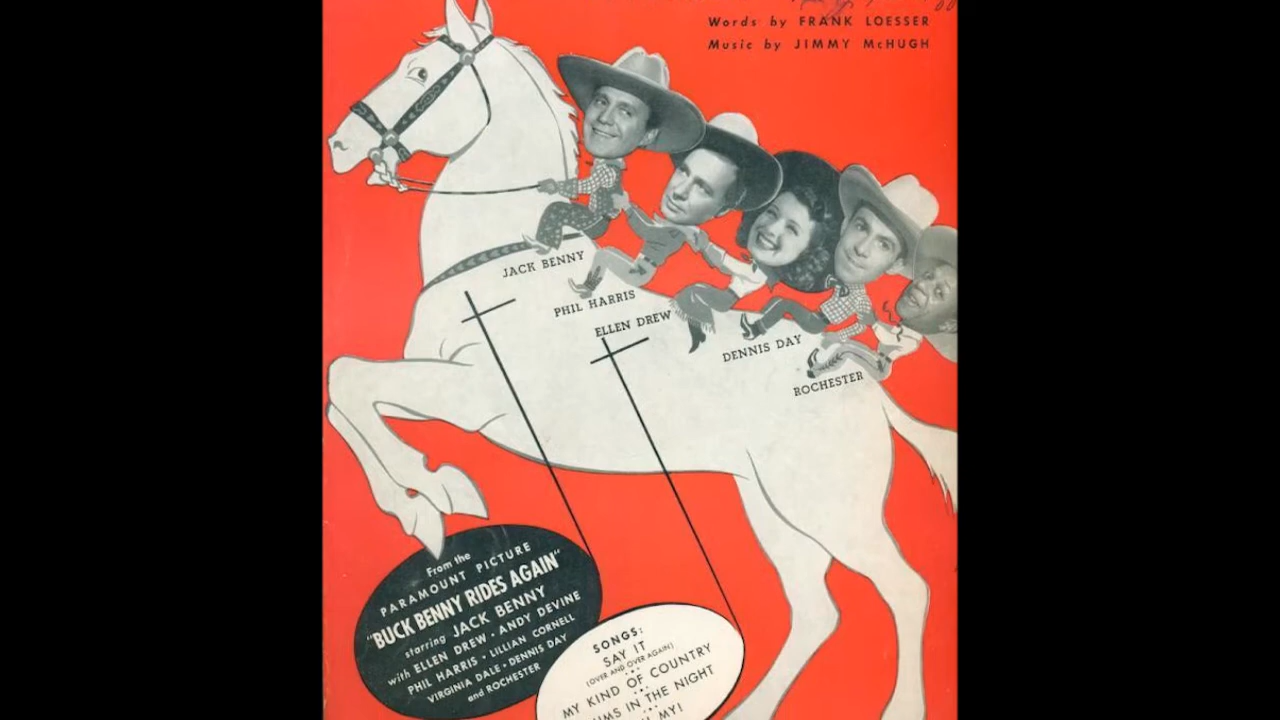 Words by FRANK LOESSER
Music by JIMMY McHUGH
JACK BENNY
PHIL HARRIS
ELLEN DREW
DENNIS DAY
ROCHESTER
From the
PARAMOUNT PICTURE
"BUCK BENNY RIDES AGAIN"
starring JACK BENNY
with ELLEN DREW • ANDY DEVINE
PHIL HARRIS • LILLIAN CORNELL
VIRGINIA DALE • DENNIS DAY
and ROCHESTER
SONGS:
SAY IT
(OVER AND OVER AGAIN)
MY KIND OF COUNTRY
IN THE NIGHT
MY!